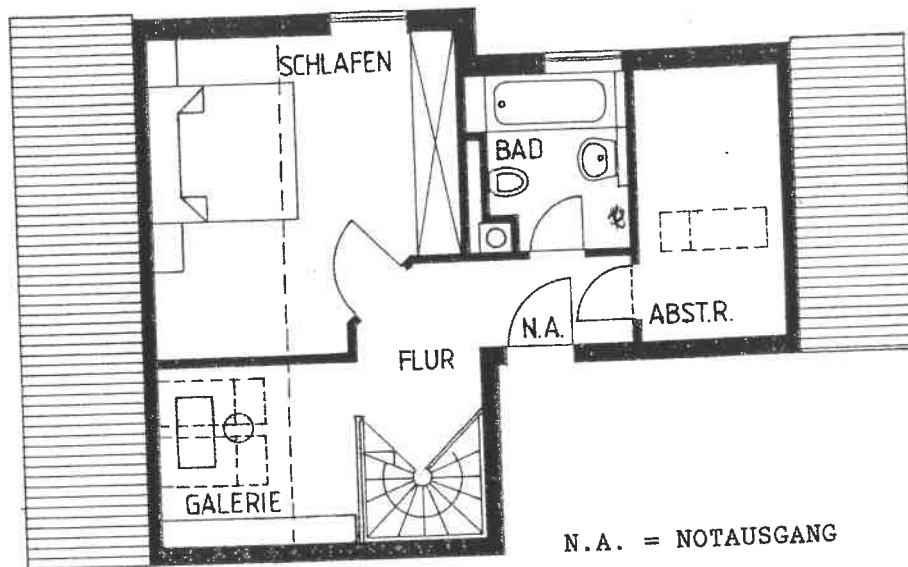 SCHLAFEN
BAD
N.A.
ABST.R.
FLUR
GALERIE
N.A. = NOTAUSGANG